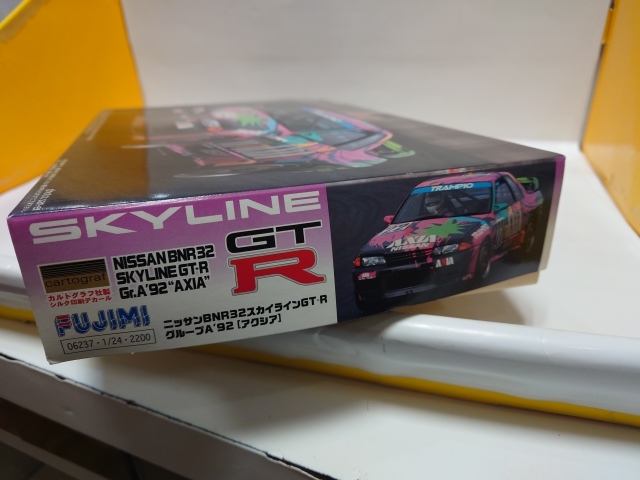 SKYLINE
GT
R
NISSAN BNR32
SKYLINE GT-R
Gr.A '92 "AXIA"
cartograf
カルトグラフ社製
シルク印刷デカール
FUJIMI
ニッサンBNR32スカイラインGT-R
グループA '92 [アクシア]
06237・1/24・2200
TRAMPIO
AXIA
NISSAN